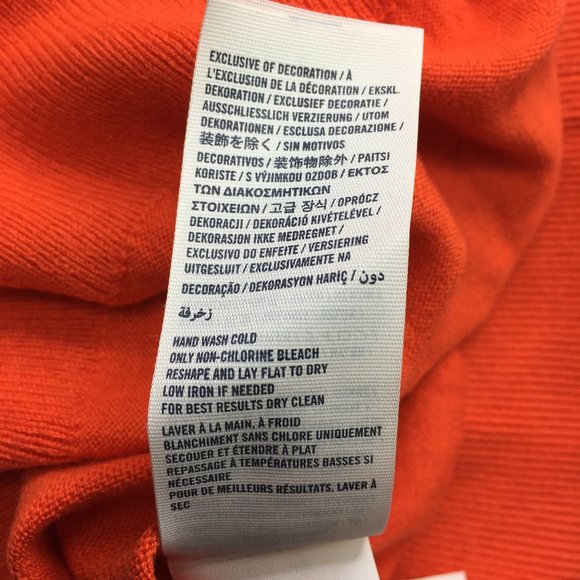 EXCLUSIVE OF DECORATION / À
L'EXCLUSION DE LA DÉCORATION / EKSKL.
DEKORATION / EXCLUSIEF DECORATIE /
AUSSCHLIESSLICH VERZIERUNG / UTOM
DEKORATIONEN / ESCLUSA DECORAZIONE /
装飾を除く / SIN MOTIVOS
DECORATIVOS / 装饰物除外 / PAITSI
KORISTE / S VÝJIMKOU OZDOB / ΕΚΤΟΣ
ΤΩΝ ΔΙΑΚΟΣΜΗΤΙΚΩΝ
ΣΤΟΙΧΕΙΩΝ / 고급 장식 / OPRÓCZ
DEKORACJI / DEKORÁCIÓ KIVÉTELÉVEL /
DEKORASJON IKKE MEDREGNET /
EXCLUSIVO DO ENFEITE / VERSIERING
UITGESLUIT / EXCLUSIVAMENTE NA
DECORAÇÃO / DEKORASYON HARIÇ / دون
زخرفة
HAND WASH COLD
ONLY NON-CHLORINE BLEACH
RESHAPE AND LAY FLAT TO DRY
LOW IRON IF NEEDED
FOR BEST RESULTS DRY CLEAN
LAVER À LA MAIN, À FROID
BLANCHIMENT SANS CHLORE UNIQUEMENT
SECOUER ET ÉTENDRE À PLAT
REPASSAGE À TEMPÉRATURES BASSES SI
NÉCESSAIRE
POUR DE MEILLEURS RÉSULTATS, LAVER À
SEC